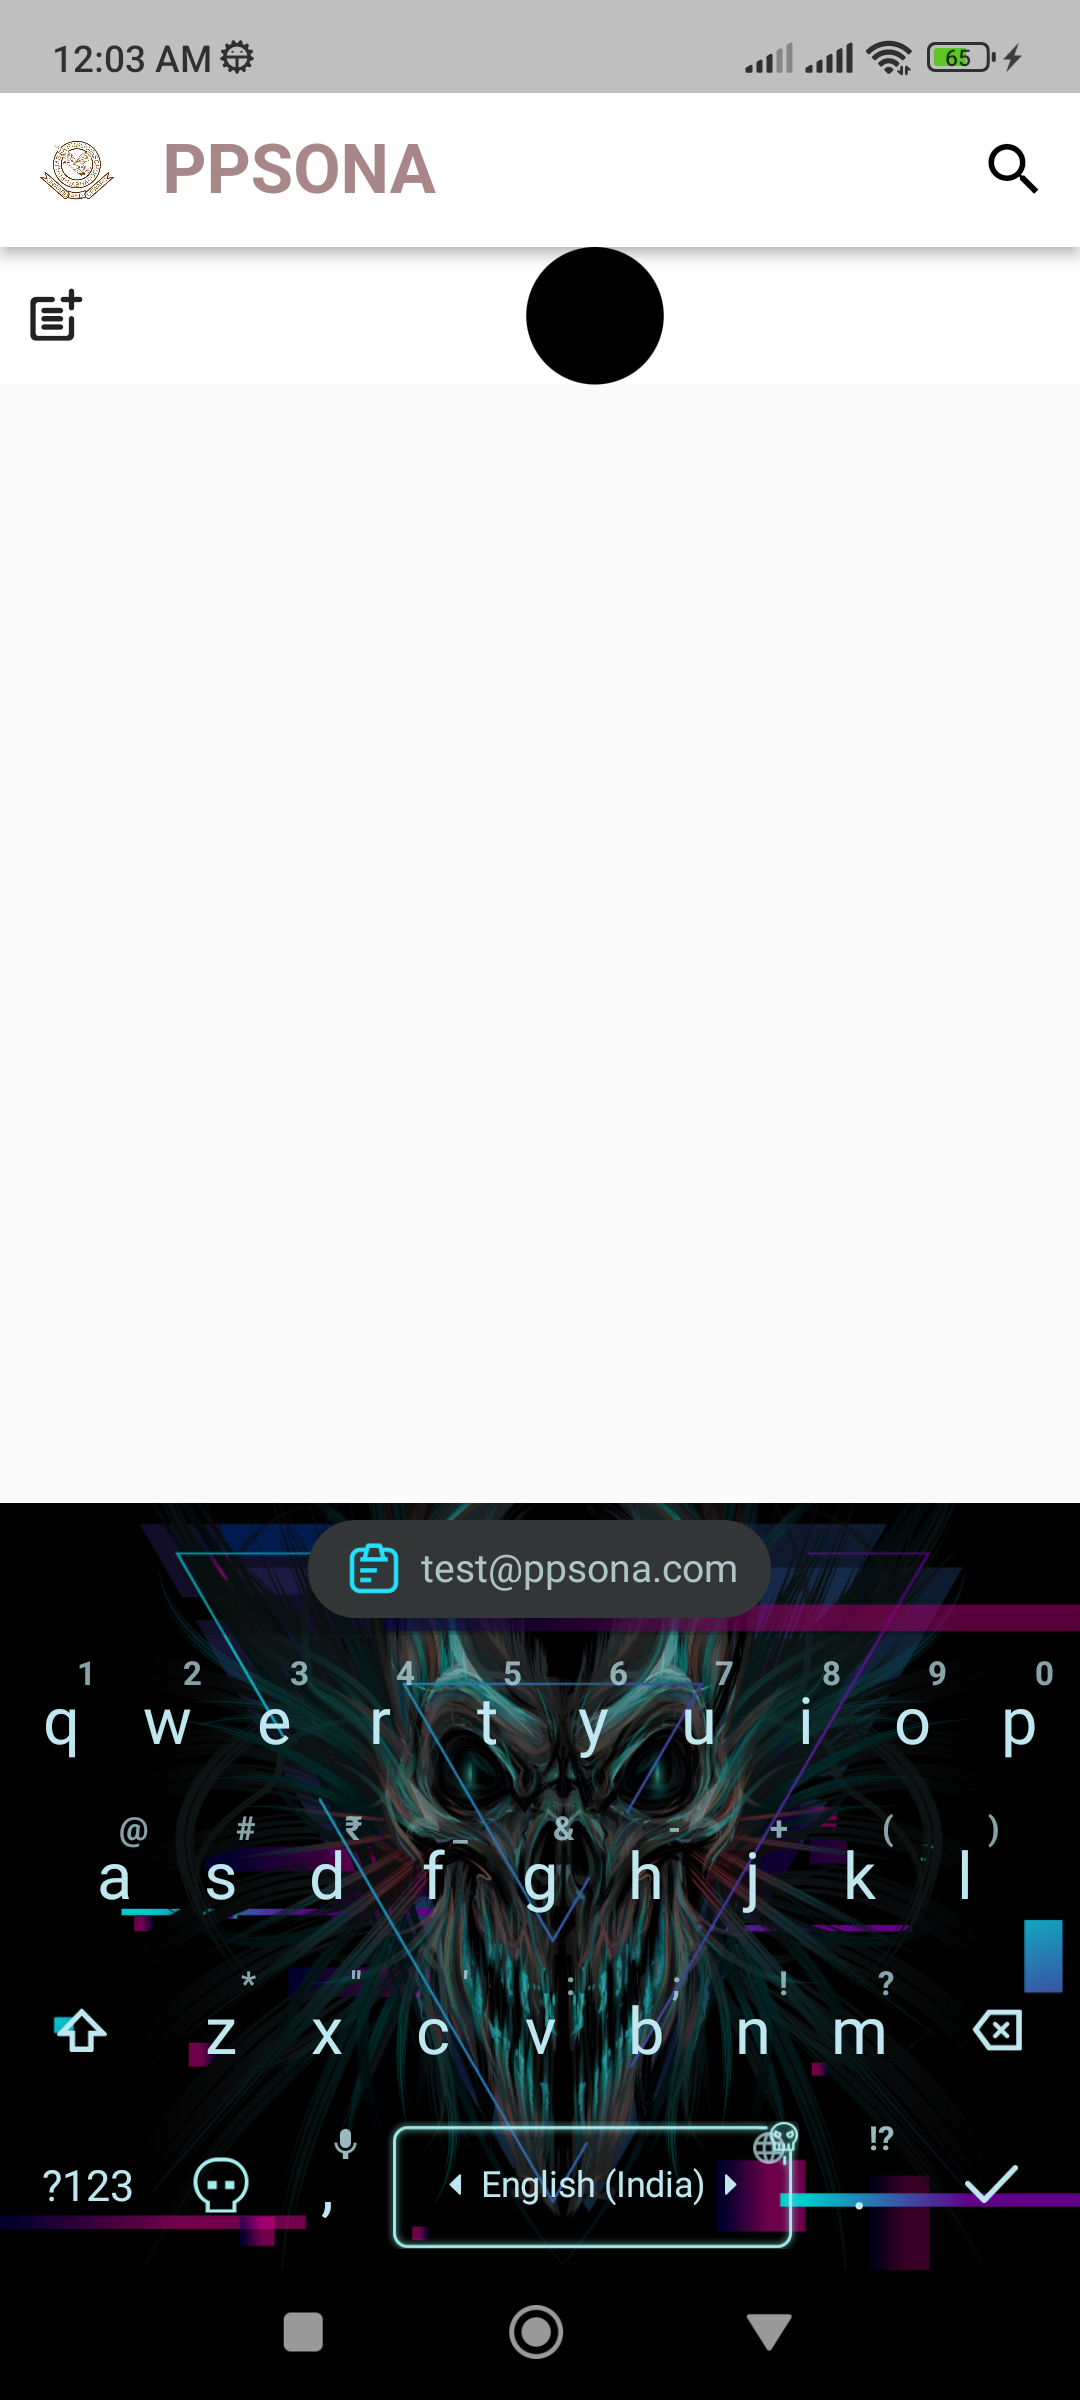 12:03 AM
65
PPSONA
test@ppsona.com
1 2 3 4 5 6 7 8 9 0
q w e r t y u i o p
@ # ₹ _ & - + ( )
a s d f g h j k l
* " ' : ; ! ?
z x c v b n m
!?
?123 , English (India) .